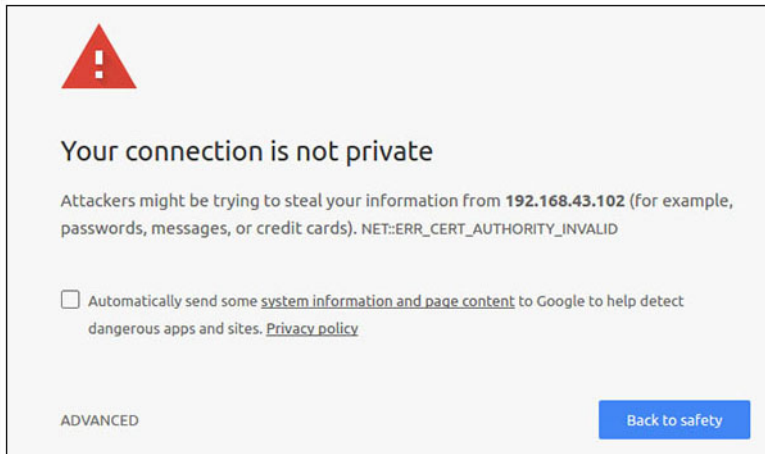 Your connection is not private
Attackers might be trying to steal your information from 192.168.43.102 (for example,
passwords, messages, or credit cards). NET::ERR_CERT_AUTHORITY_INVALID
Automatically send some system information and page content to Google to help detect
dangerous apps and sites. Privacy policy
ADVANCED
Back to safety